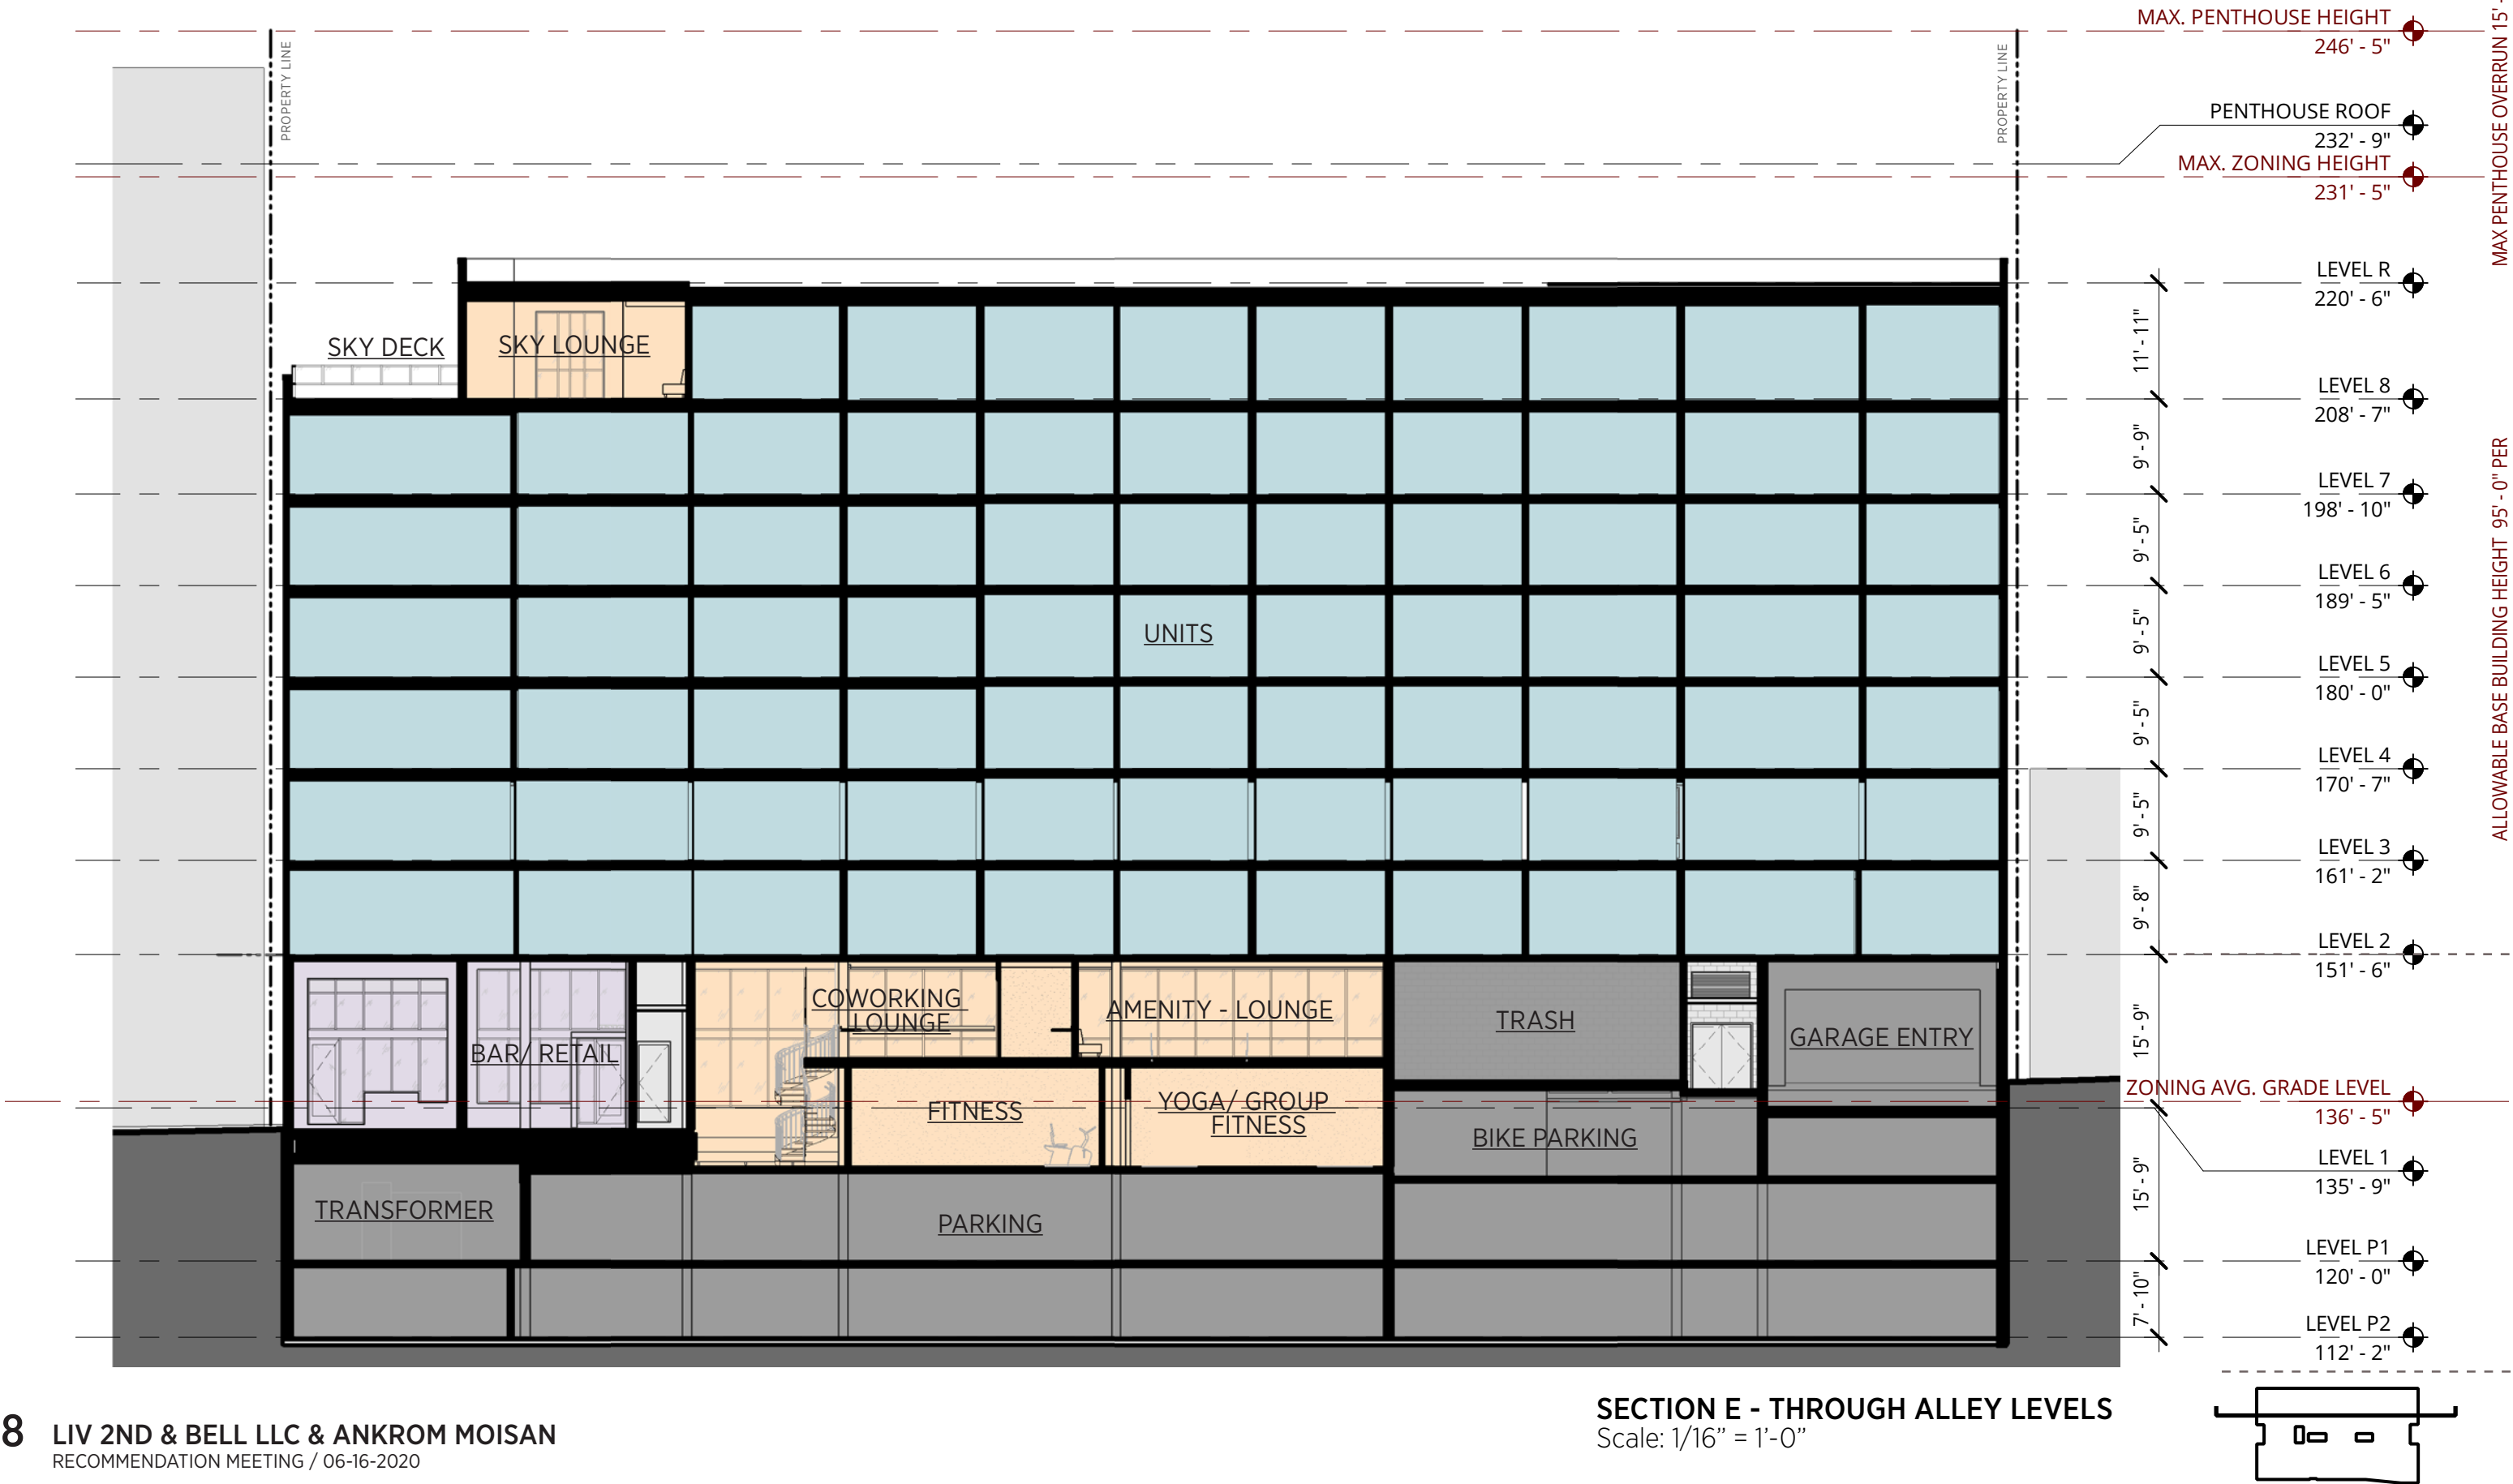 MAX. PENTHOUSE HEIGHT
246' - 5"
MAX PENTHOUSE OVERRUN 15' -
PROPERTY LINE
PROPERTY LINE
PENTHOUSE ROOF
232' - 9"
MAX. ZONING HEIGHT
231' - 5"
LEVEL R
220' - 6"
11' - 11"
SKY DECK
SKY LOUNGE
LEVEL 8
208' - 7"
9' - 9"
LEVEL 7
198' - 10"
9' - 5"
LEVEL 6
189' - 5"
ALLOWABLE BASE BUILDING HEIGHT 95' - 0" PER
UNITS
9' - 5"
LEVEL 5
180' - 0"
9' - 5"
LEVEL 4
170' - 7"
9' - 5"
LEVEL 3
161' - 2"
9' - 8"
LEVEL 2
151' - 6"
COWORKING
LOUNGE
AMENITY - LOUNGE
TRASH
GARAGE ENTRY
BAR/ RETAIL
15' - 9"
ZONING AVG. GRADE LEVEL
136' - 5"
FITNESS
YOGA/ GROUP
FITNESS
BIKE PARKING
LEVEL 1
135' - 9"
15' - 9"
TRANSFORMER
PARKING
LEVEL P1
120' - 0"
7' - 10"
LEVEL P2
112' - 2"
SECTION E - THROUGH ALLEY LEVELS
Scale: 1/16” = 1’-0”
8 LIV 2ND & BELL LLC & ANKROM MOISAN
RECOMMENDATION MEETING / 06-16-2020